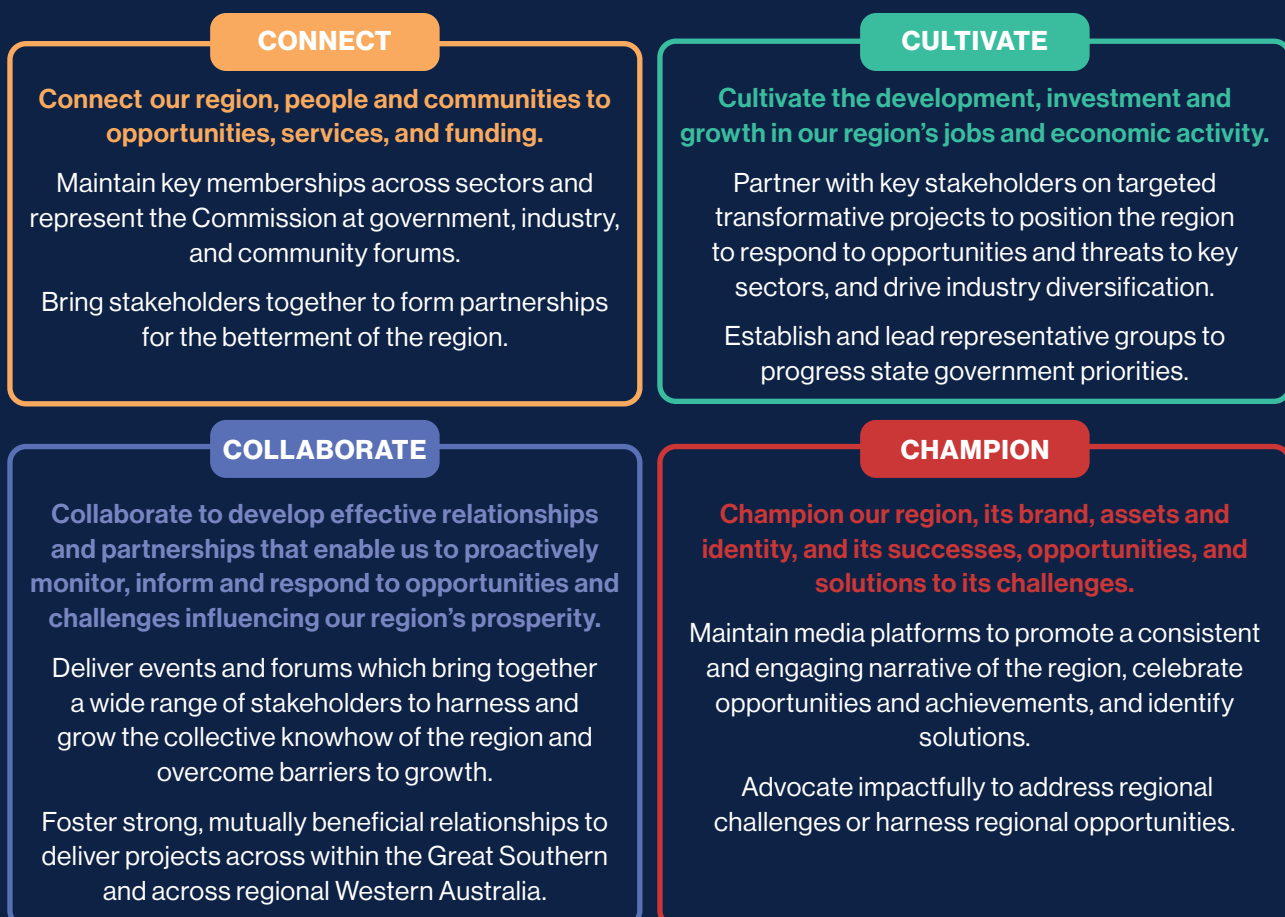 CONNECT
Connect our region, people and communities to
opportunities, services, and funding.
Maintain key memberships across sectors and
represent the Commission at government, industry,
and community forums.
Bring stakeholders together to form partnerships
for the betterment of the region.
CULTIVATE
Cultivate the development, investment and
growth in our region’s jobs and economic activity.
Partner with key stakeholders on targeted
transformative projects to position the region
to respond to opportunities and threats to key
sectors, and drive industry diversification.
Establish and lead representative groups to
progress state government priorities.
COLLABORATE
Collaborate to develop effective relationships
and partnerships that enable us to proactively
monitor, inform and respond to opportunities and
challenges influencing our region’s prosperity.
Deliver events and forums which bring together
a wide range of stakeholders to harness and
grow the collective knowhow of the region and
overcome barriers to growth.
Foster strong, mutually beneficial relationships to
deliver projects across within the Great Southern
and across regional Western Australia.
CHAMPION
Champion our region, its brand, assets and
identity, and its successes, opportunities, and
solutions to its challenges.
Maintain media platforms to promote a consistent
and engaging narrative of the region, celebrate
opportunities and achievements, and identify
solutions.
Advocate impactfully to address regional
challenges or harness regional opportunities.